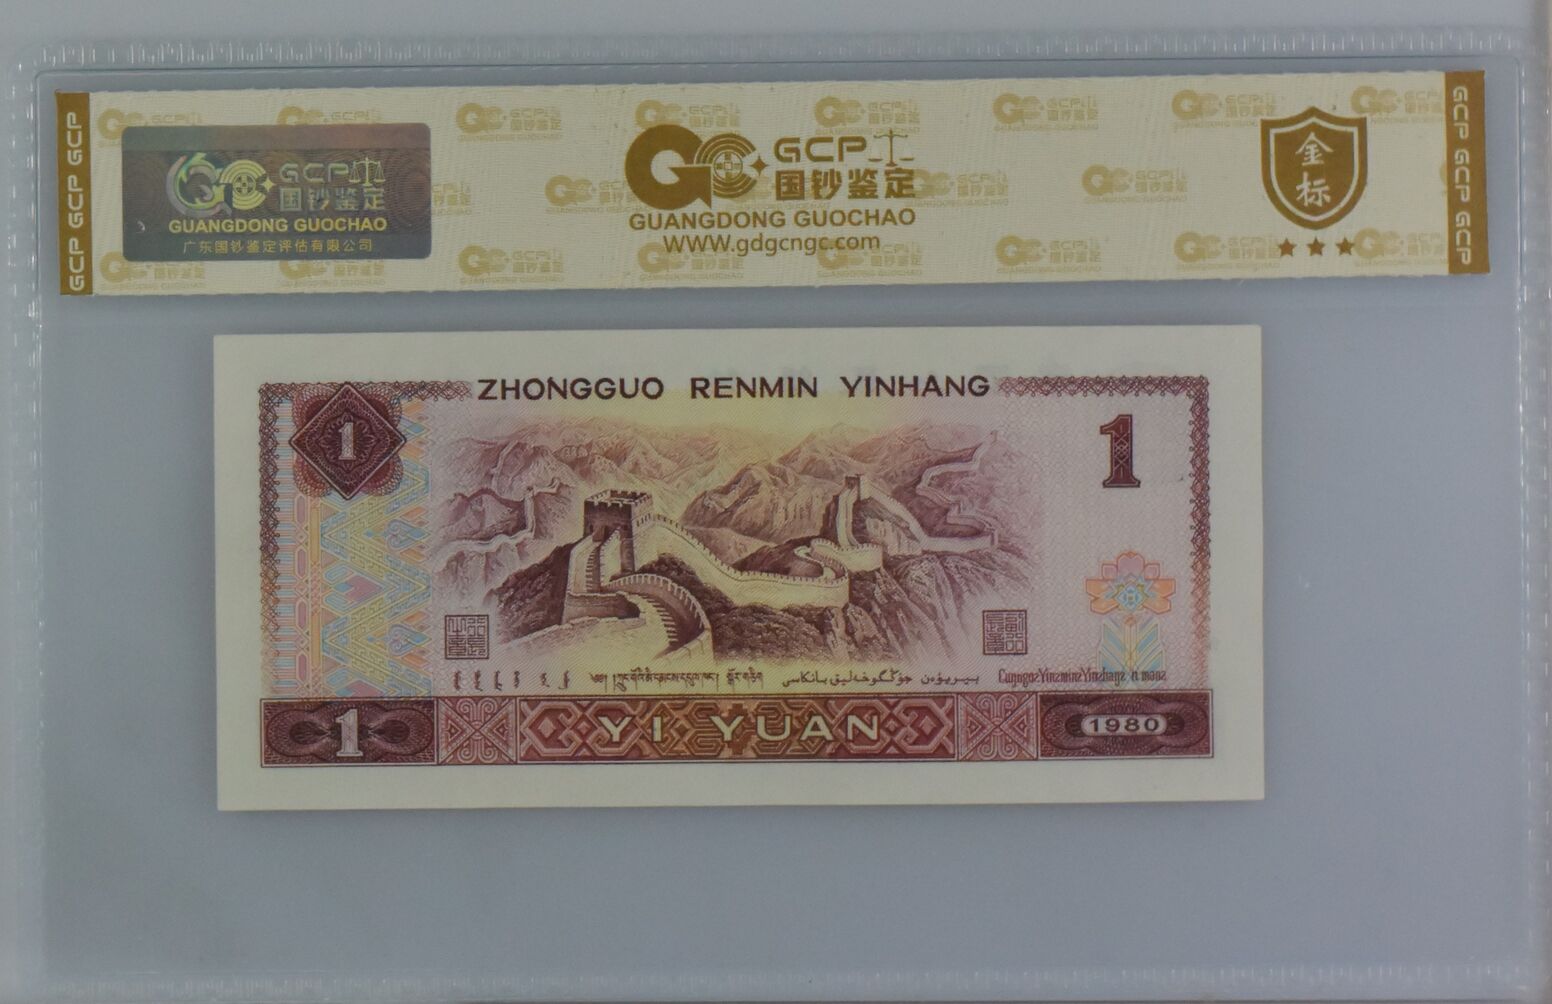 GCP GCP GCP
GCP
国钞鉴定
GUANGDONG GUOCHAO
广东国钞鉴定评估有限公司
GCP
国钞鉴定
GUANGDONG GUOCHAO
WWW.gdgcngc.com
金标
GCP GCP GCP
ZHONGGUO RENMIN YINHANG
1
1
1
YI YUAN
1980